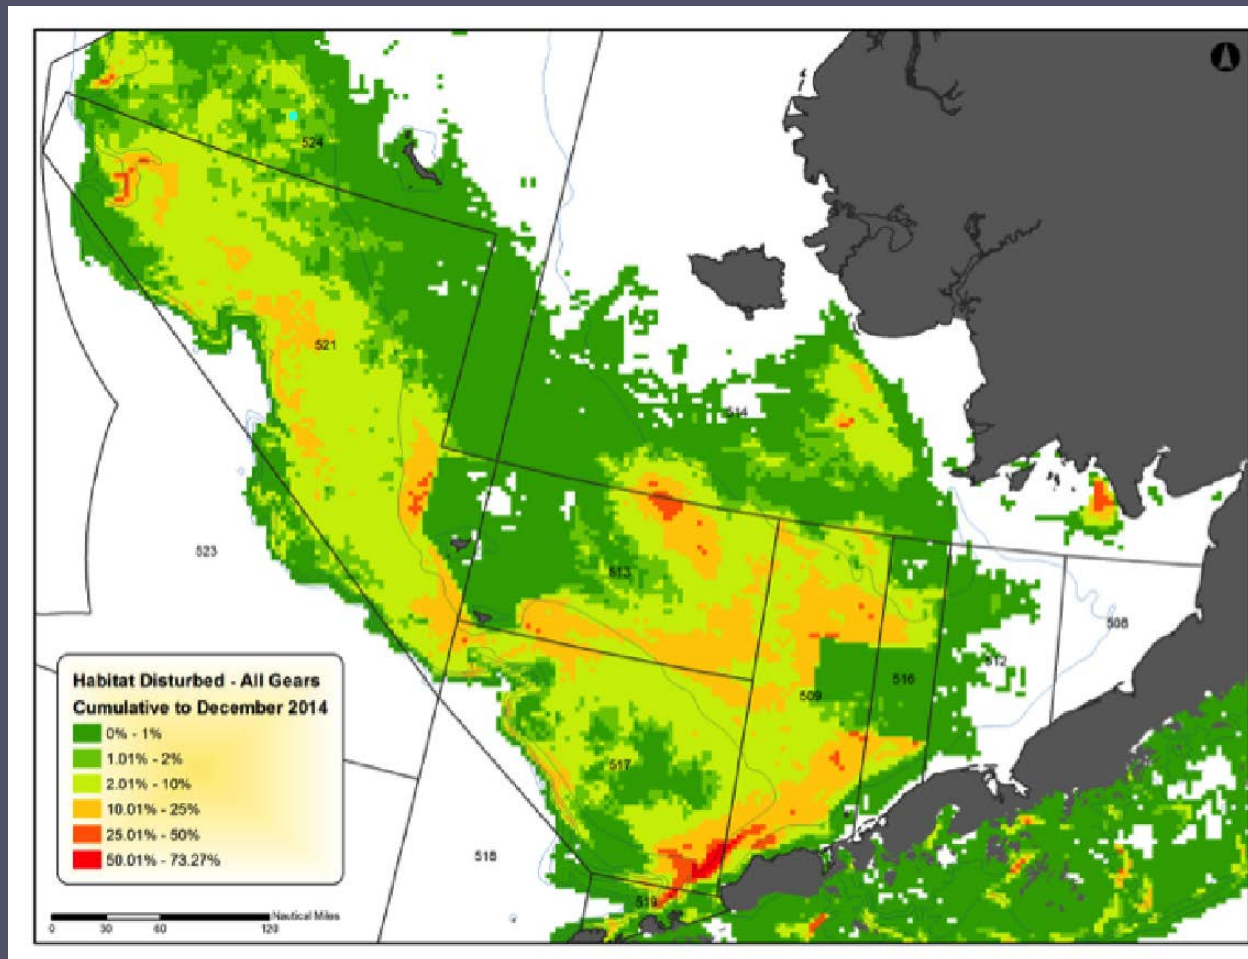 524
521
514
523
513
508
512
509
516
517
518
519
Habitat Disturbed - All Gears
Cumulative to December 2014
0% - 1%
1.01% - 2%
2.01% - 10%
10.01% - 25%
25.01% - 50%
50.01% - 73.27%
Nautical Miles
0 30 60 120